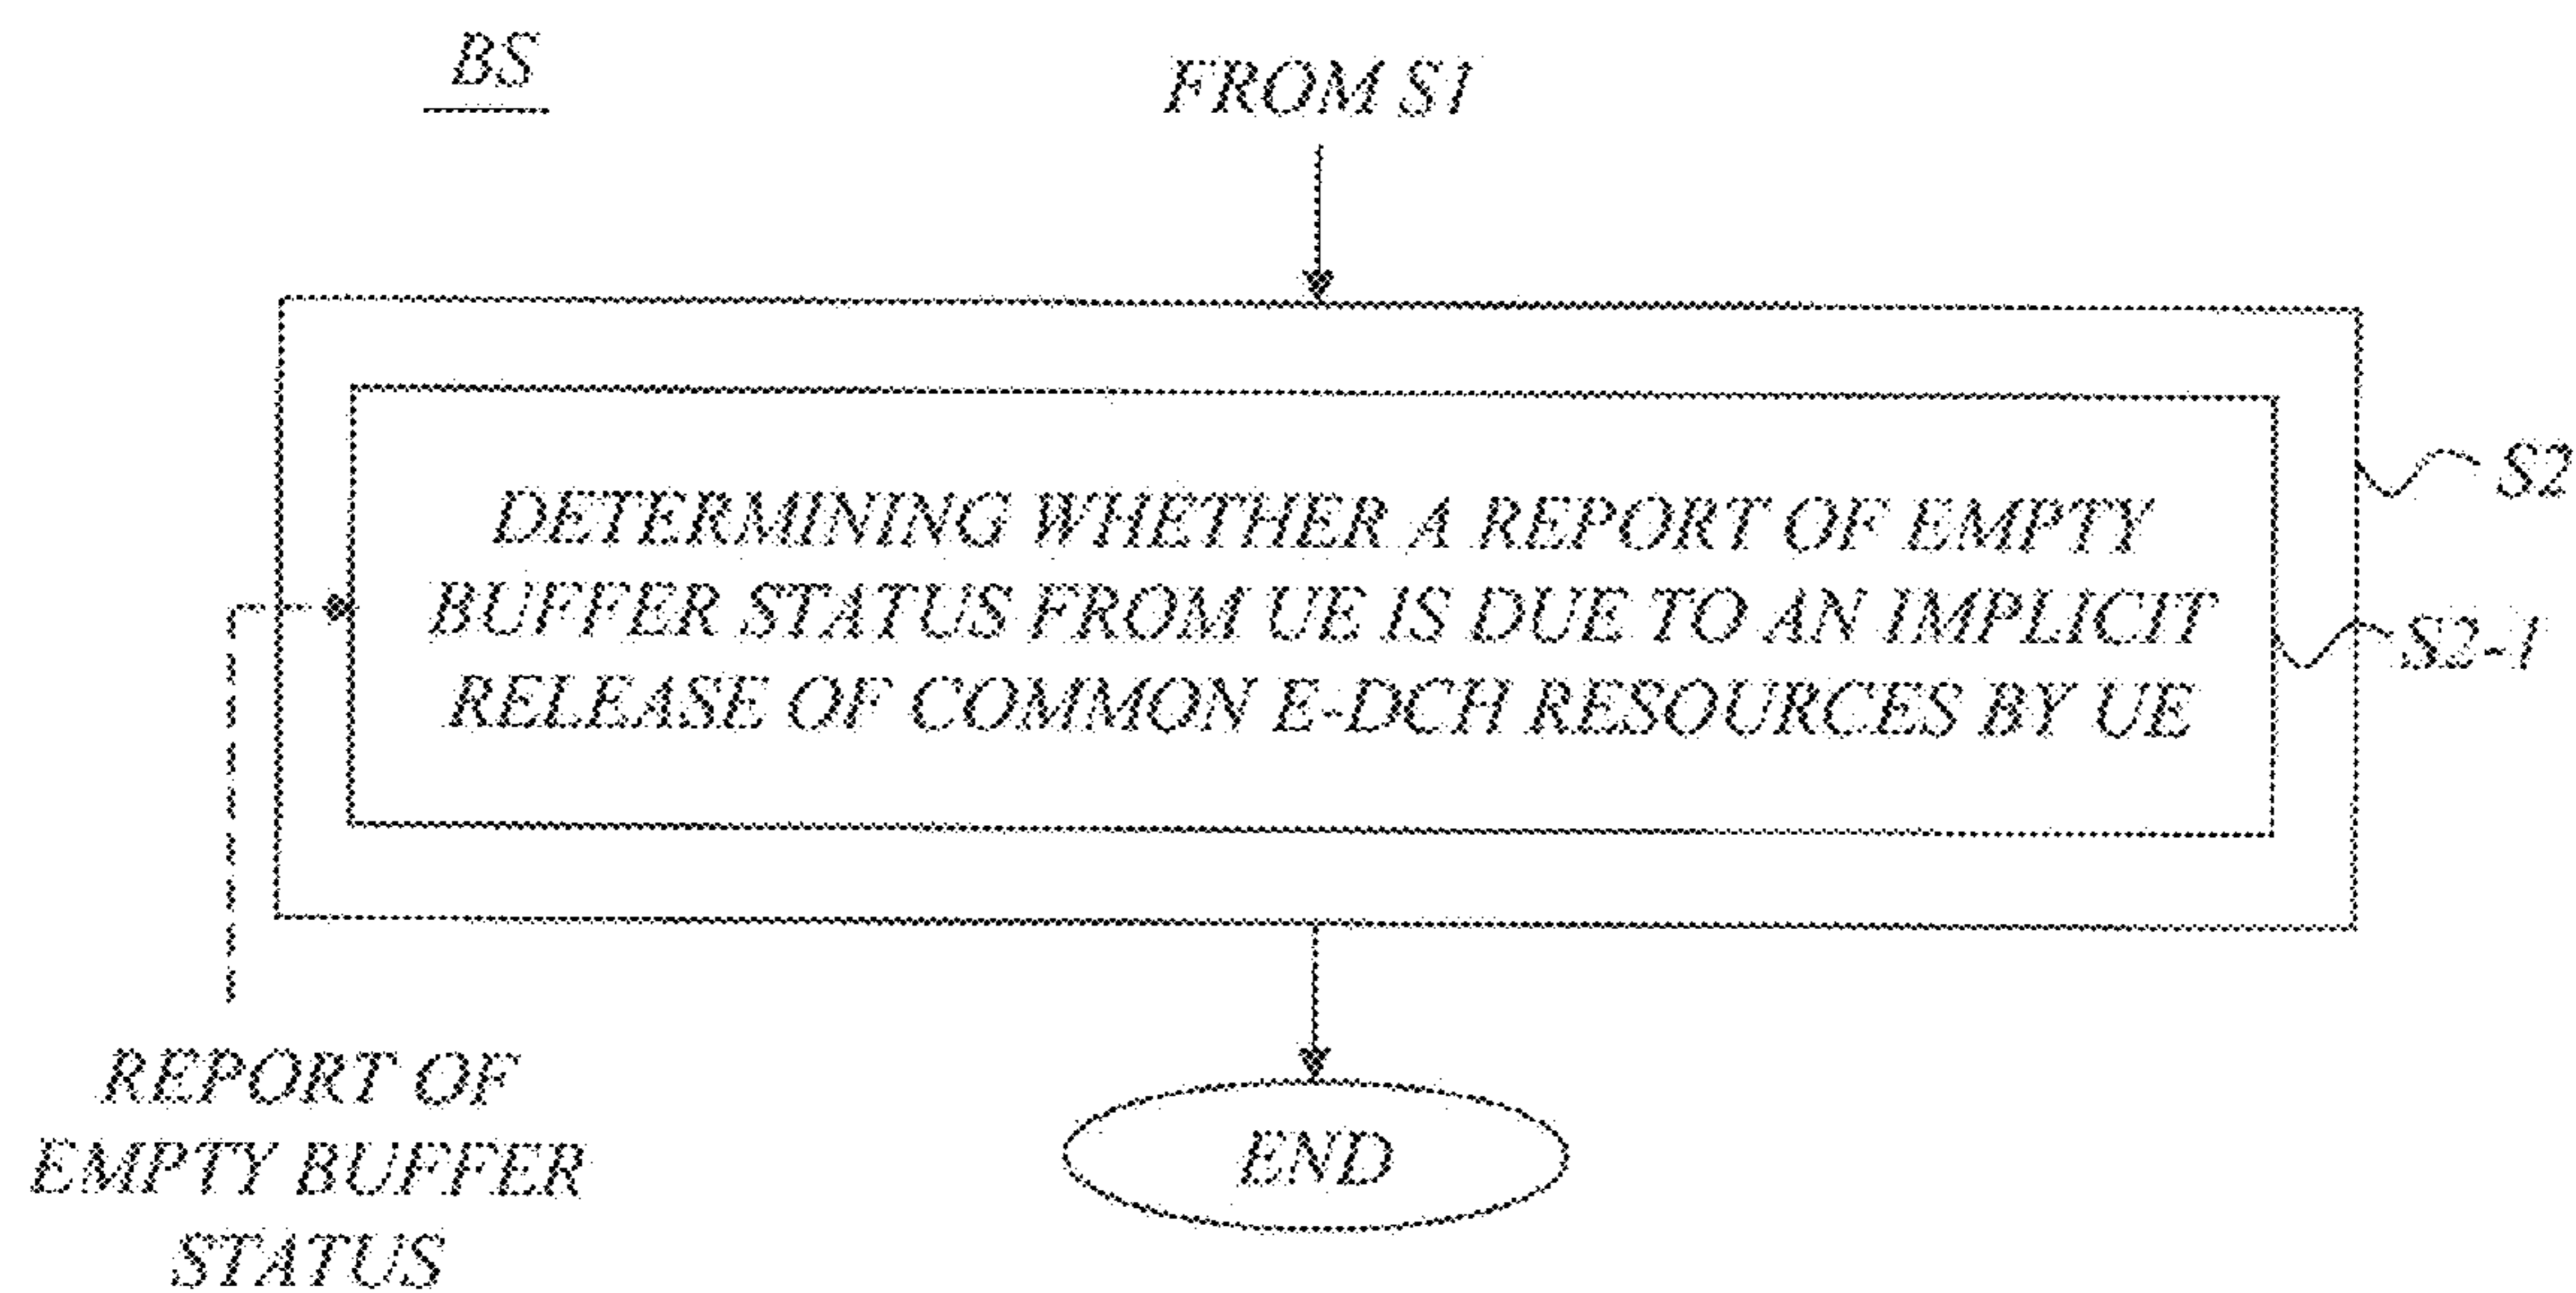 BS
FROM S1
DETERMINING WHETHER A REPORT OF EMPTY
BUFFER STATUS FROM UE IS DUE TO AN IMPLICIT
RELEASE OF COMMON E-DCH RESOURCES BY UE
S2
S2-1
REPORT OF
EMPTY BUFFER
STATUS
END